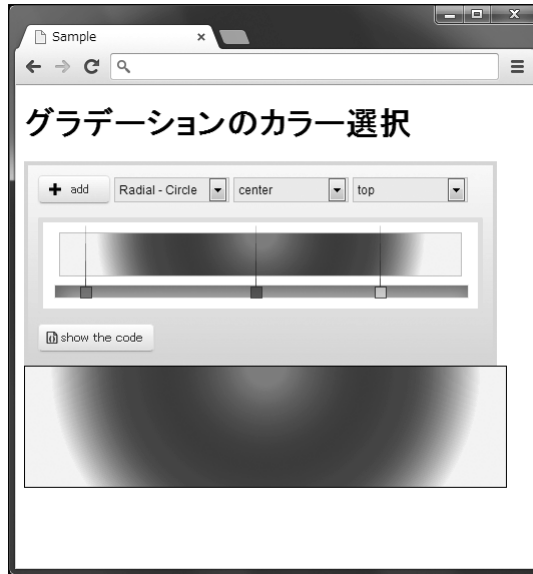 Sample
グラデーションのカラー選択
add
Radial - Circle
center
top
show the code